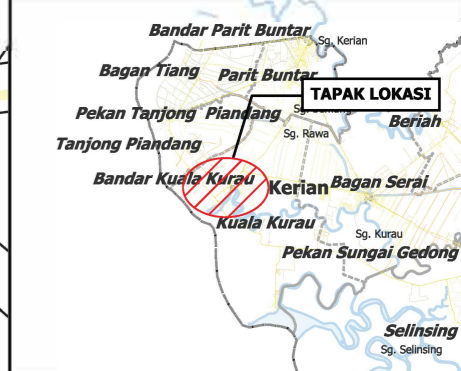 Bandar Parit Buntar
Sg. Kerian
Bagan Tiang
Parit Buntar
TAPAK LOKASI
Pekan Tanjong Piandang
Beriah
Sg. Rawa
Tanjong Piandang
Bandar Kuala Kurau
Kerian
Bagan Serai
Kuala Kurau
Sg. Kurau
Pekan Sungai Gedong
Selinsing
Sg. Selinsing